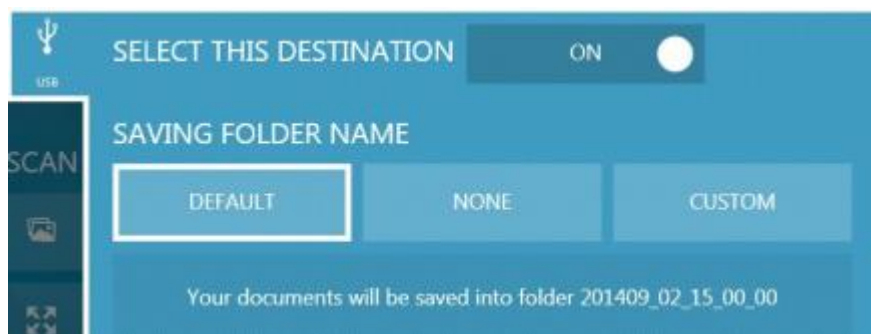 USB
SELECT THIS DESTINATION ON
SCAN
SAVING FOLDER NAME
DEFAULT NONE CUSTOM
Your documents will be saved into folder 201409_02_15_00_00